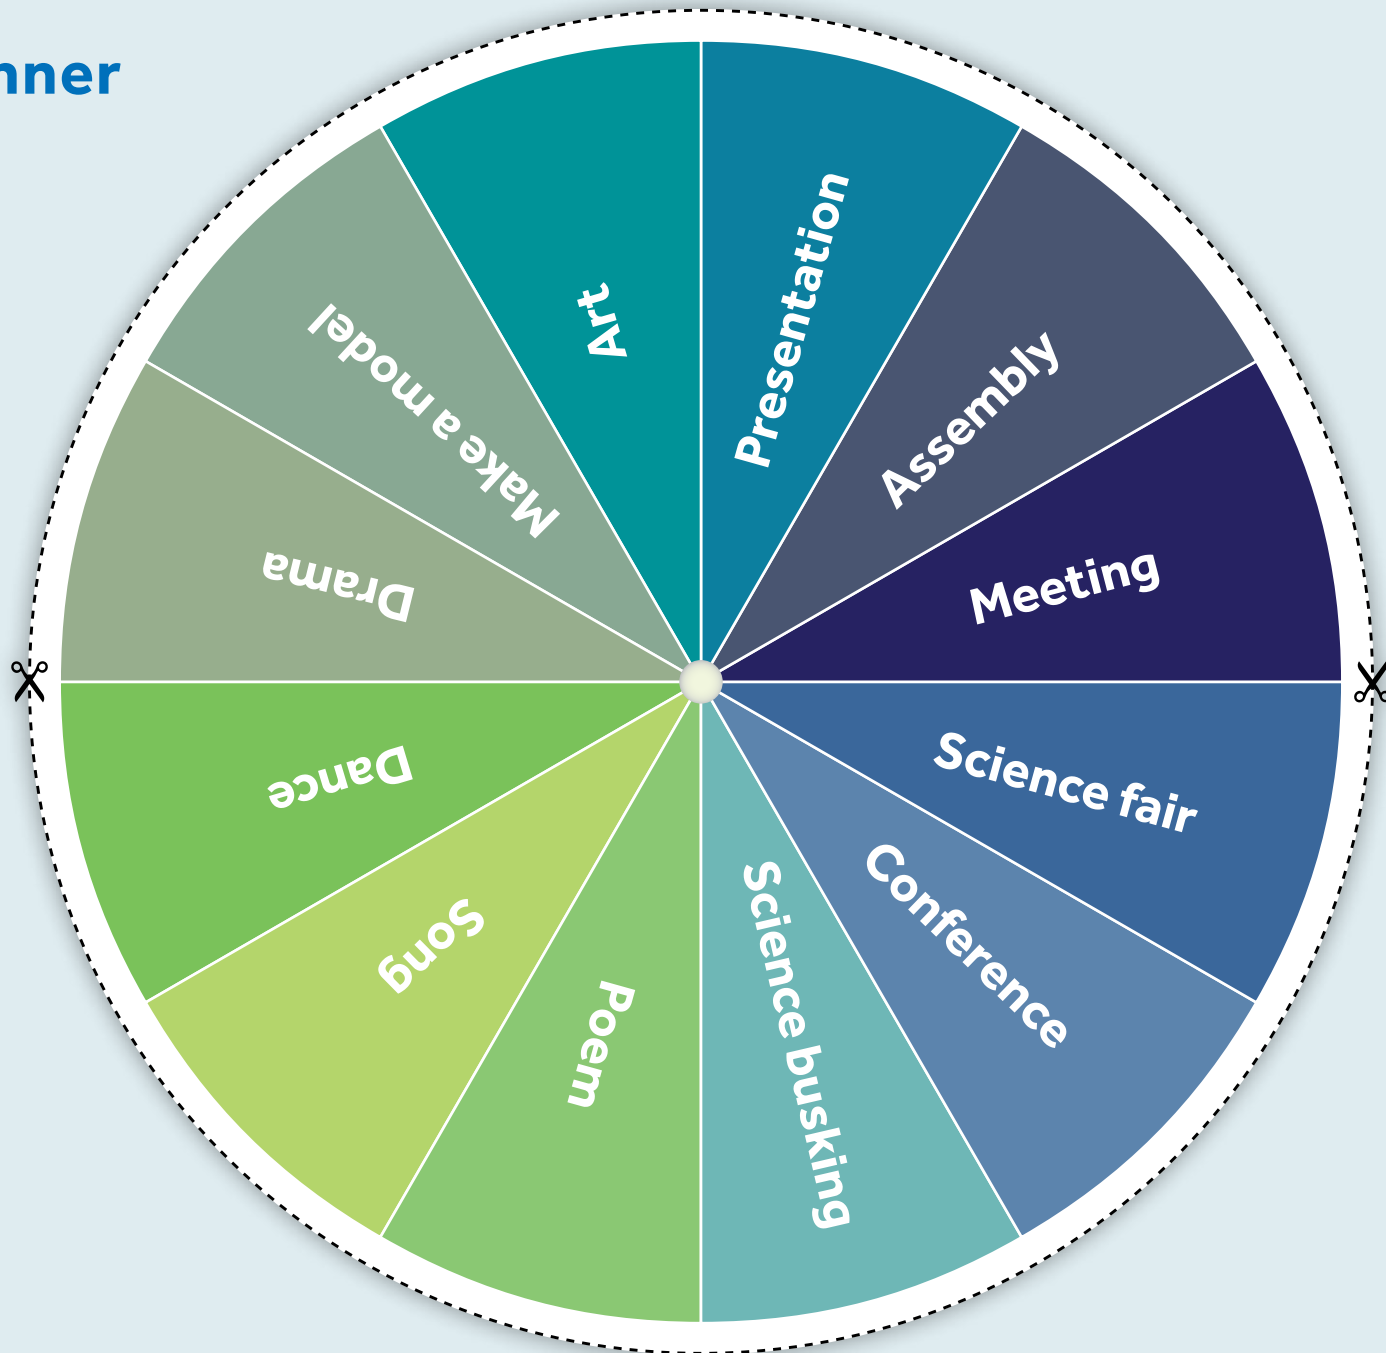 nner
Presentation
Assembly
Meeting
Science fair
Conference
Science busking
Poem
Song
Dance
Drama
Make a model
Art